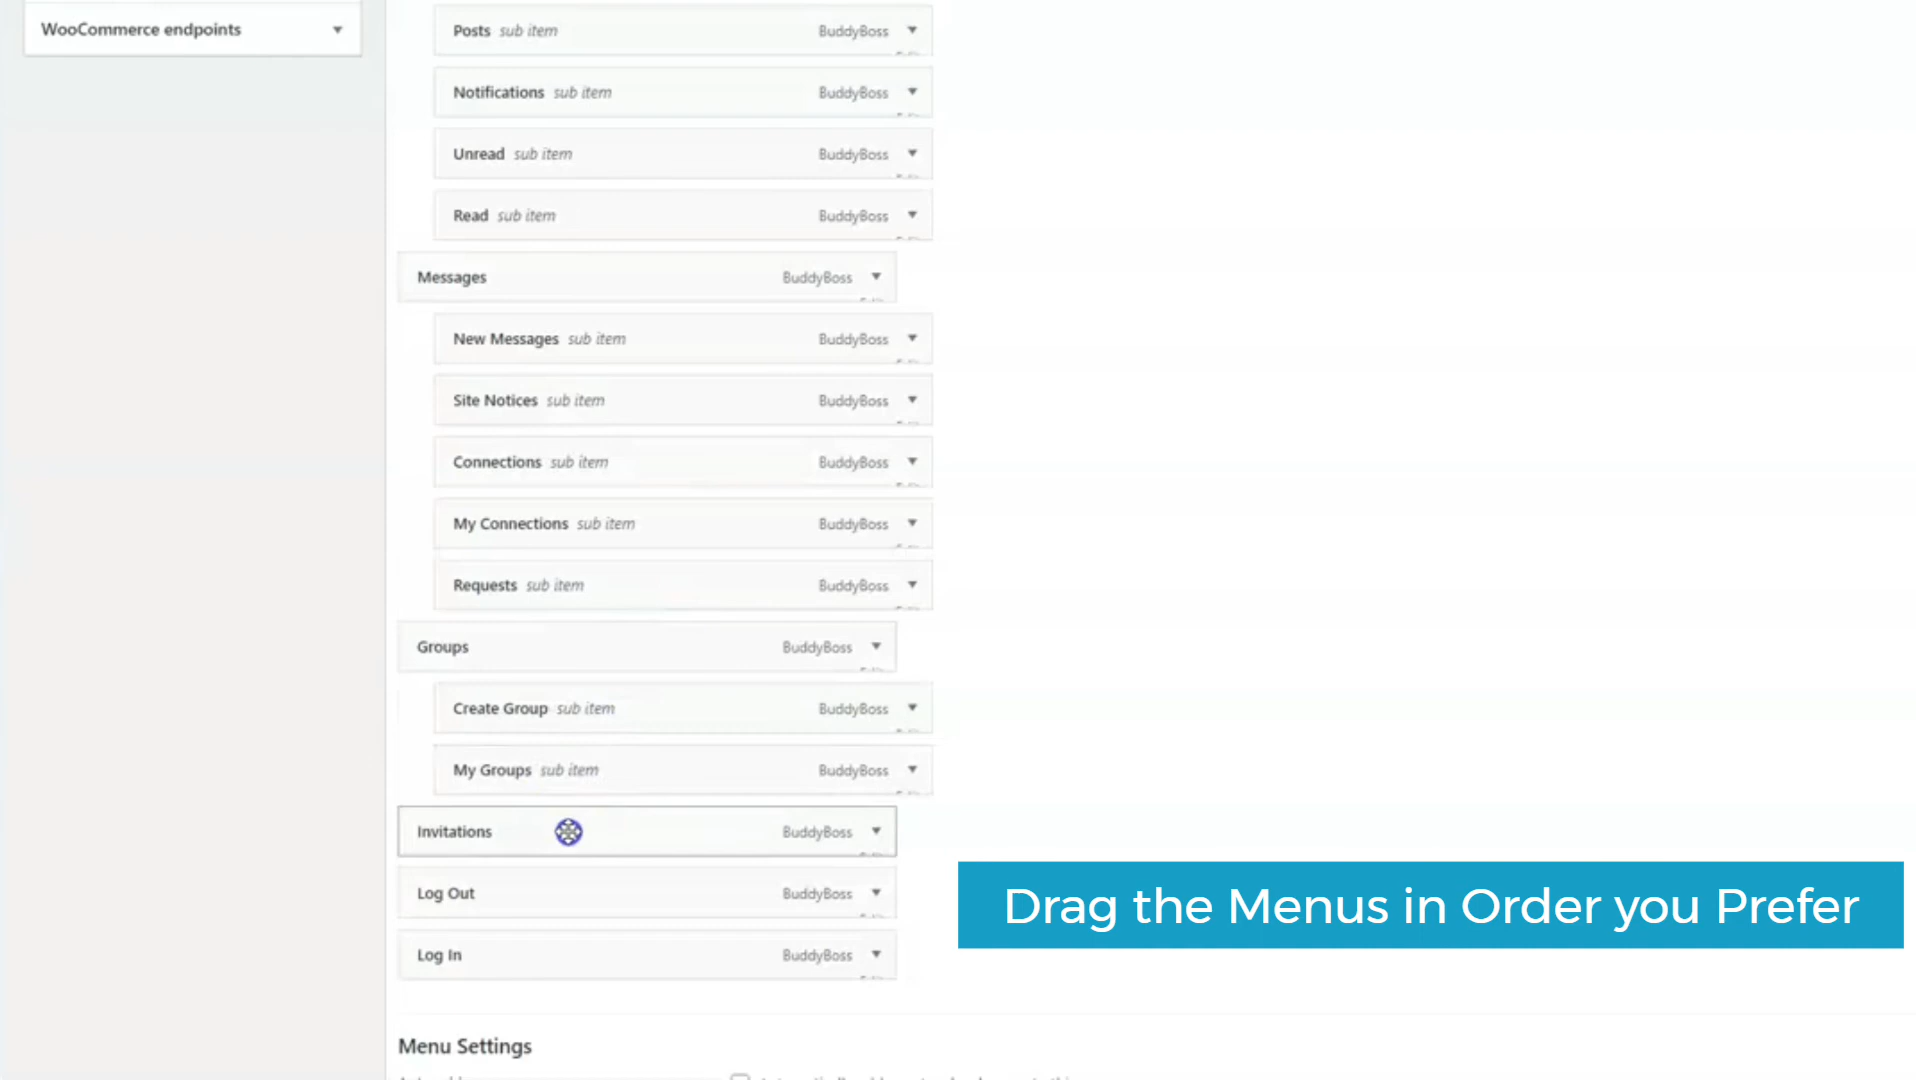 WooCommerce endpoints
Posts sub item BuddyBoss
Notifications sub item BuddyBoss
Unread sub item BuddyBoss
Read sub item BuddyBoss
Messages BuddyBoss
New Messages sub item BuddyBoss
Site Notices sub item BuddyBoss
Connections sub item BuddyBoss
My Connections sub item BuddyBoss
Requests sub item BuddyBoss
Groups BuddyBoss
Create Group sub item BuddyBoss
My Groups sub item BuddyBoss
Invitations BuddyBoss
Log Out BuddyBoss
Drag the Menus in Order you Prefer
Log In BuddyBoss
Menu Settings